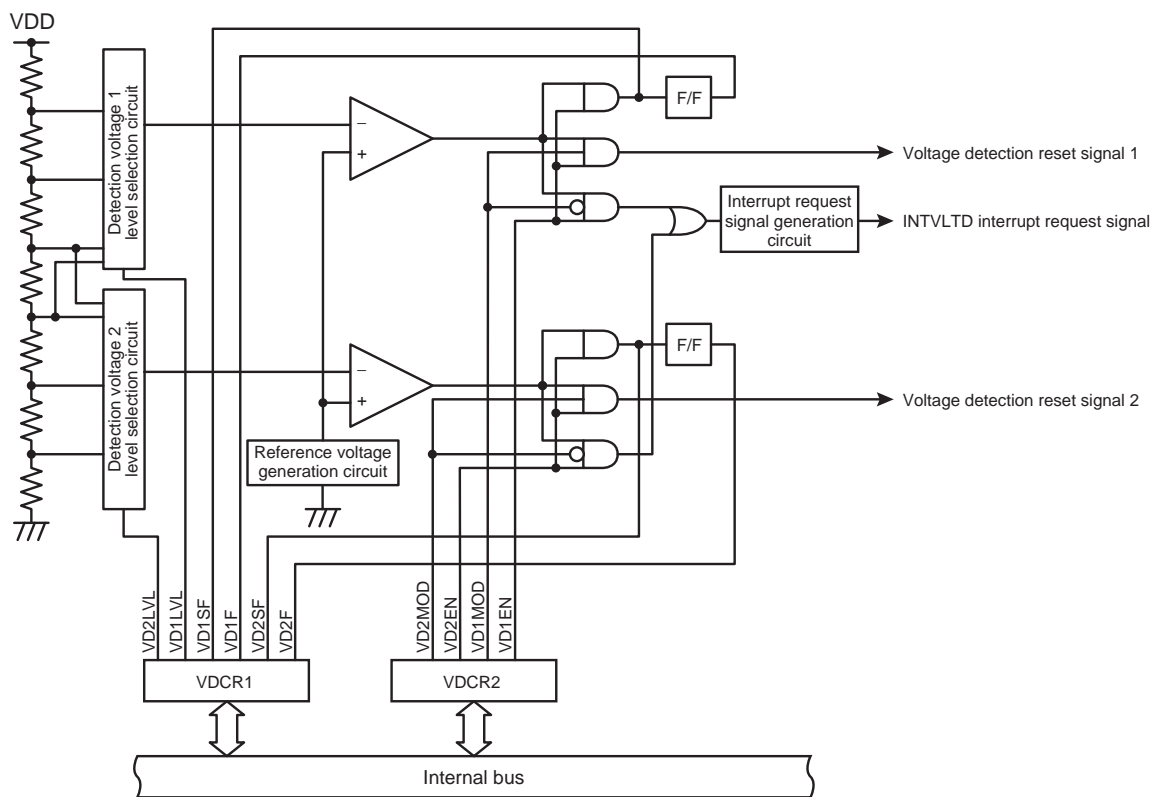 VDD
Detection voltage 1
level selection circuit
−
+
F/F
Voltage detection reset signal 1
Interrupt request
signal generation
circuit
INTVLTD interrupt request signal
Detection voltage 2
level selection circuit
−
+
F/F
Voltage detection reset signal 2
Reference voltage
generation circuit
VD2LVL
VD1LVL
VD1SF
VD1F
VD2SF
VD2F
VD2MOD
VD2EN
VD1MOD
VD1EN
VDCR1
VDCR2
Internal bus